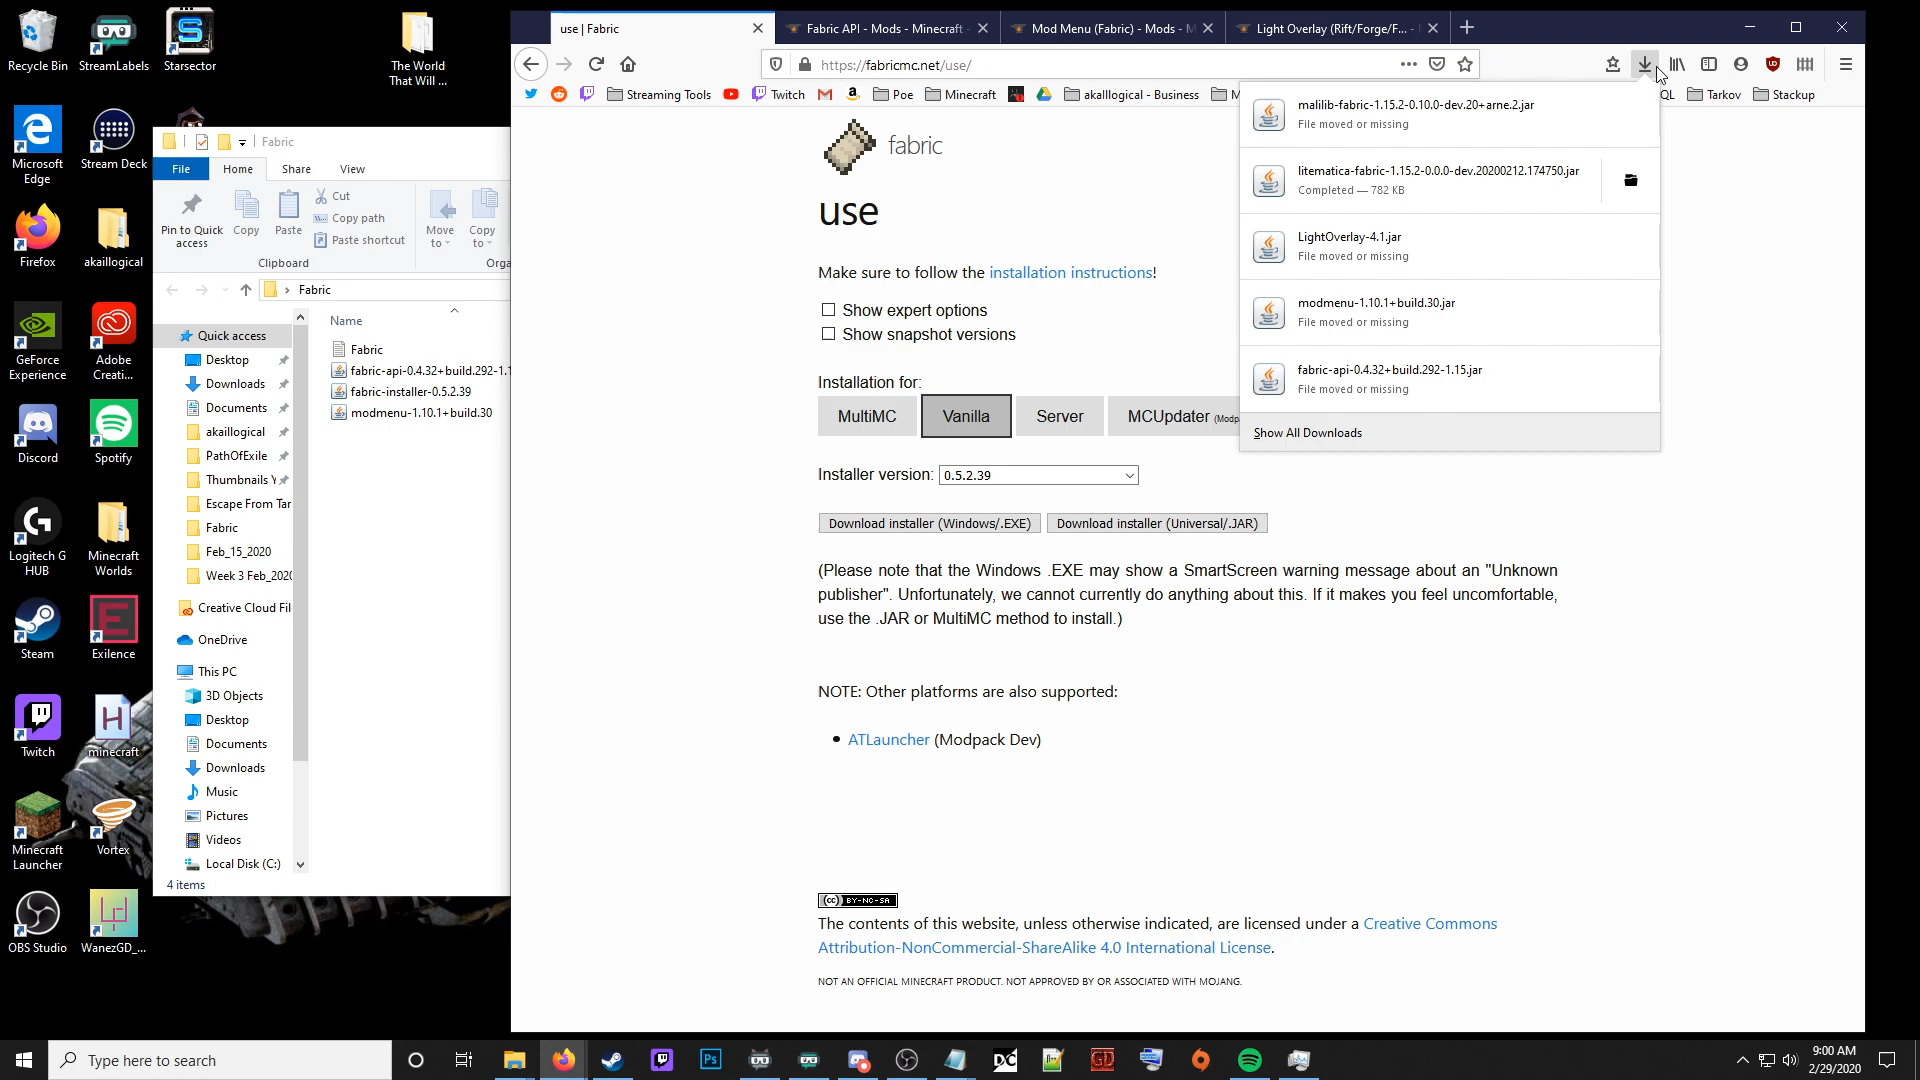 Recycle Bin
StreamLabels
Starsector
The World
That Will ...
Microsoft
Edge
Stream Deck
Firefox
akaillogical
GeForce
Experience
Adobe
Creati...
Discord
Spotify
Logitech G
HUB
Minecraft
Worlds
Steam
Exilence
Twitch
minecraft
Minecraft
Launcher
Vortex
OBS Studio
WanezGD_...
Fabric
File
Home
Share
View
Pin to Quick
access
Copy
Paste
Cut
Copy path
Paste shortcut
Move
to
Copy
to
Clipboard
Orga
Fabric
Name
Fabric
fabric-api-0.4.32+build.292-1.1
fabric-installer-0.5.2.39
modmenu-1.10.1+build.30
Quick access
Desktop
Downloads
Documents
akaillogical
PathOfExile
Thumbnails Y
Escape From Tar
Fabric
Feb_15_2020
Week 3 Feb_2020
Creative Cloud Fil
OneDrive
This PC
3D Objects
Desktop
Documents
Downloads
Music
Pictures
Videos
Local Disk (C:)
4 items
use | Fabric
Fabric API - Mods - Minecraft -
Mod Menu (Fabric) - Mods - M
Light Overlay (Rift/Forge/F... -
https://fabricmc.net/use/
Streaming Tools
Twitch
Poe
Minecraft
akalllogical - Business
M
QL
Tarkov
Stackup
fabric
use
Make sure to follow the installation instructions!
Show expert options
Show snapshot versions
Installation for:
MultiMC
Vanilla
Server
MCUpdater (Modp
Installer version:
0.5.2.39
Download installer (Windows/.EXE)
Download installer (Universal/.JAR)
(Please note that the Windows .EXE may show a SmartScreen warning message about an "Unknown
publisher". Unfortunately, we cannot currently do anything about this. If it makes you feel uncomfortable,
use the .JAR or MultiMC method to install.)
NOTE: Other platforms are also supported:
ATLauncher (Modpack Dev)
(cc) BY-NC-SA
The contents of this website, unless otherwise indicated, are licensed under a Creative Commons
Attribution-NonCommercial-ShareAlike 4.0 International License.
NOT AN OFFICIAL MINECRAFT PRODUCT. NOT APPROVED BY OR ASSOCIATED WITH MOJANG.
malilib-fabric-1.15.2-0.10.0-dev.20+arne.2.jar
File moved or missing
litematica-fabric-1.15.2-0.0.0-dev.20200212.174750.jar
Completed — 782 KB
LightOverlay-4.1.jar
File moved or missing
modmenu-1.10.1+build.30.jar
File moved or missing
fabric-api-0.4.32+build.292-1.15.jar
File moved or missing
Show All Downloads
Type here to search
Ps
DC
GD
9:00 AM
2/29/2020